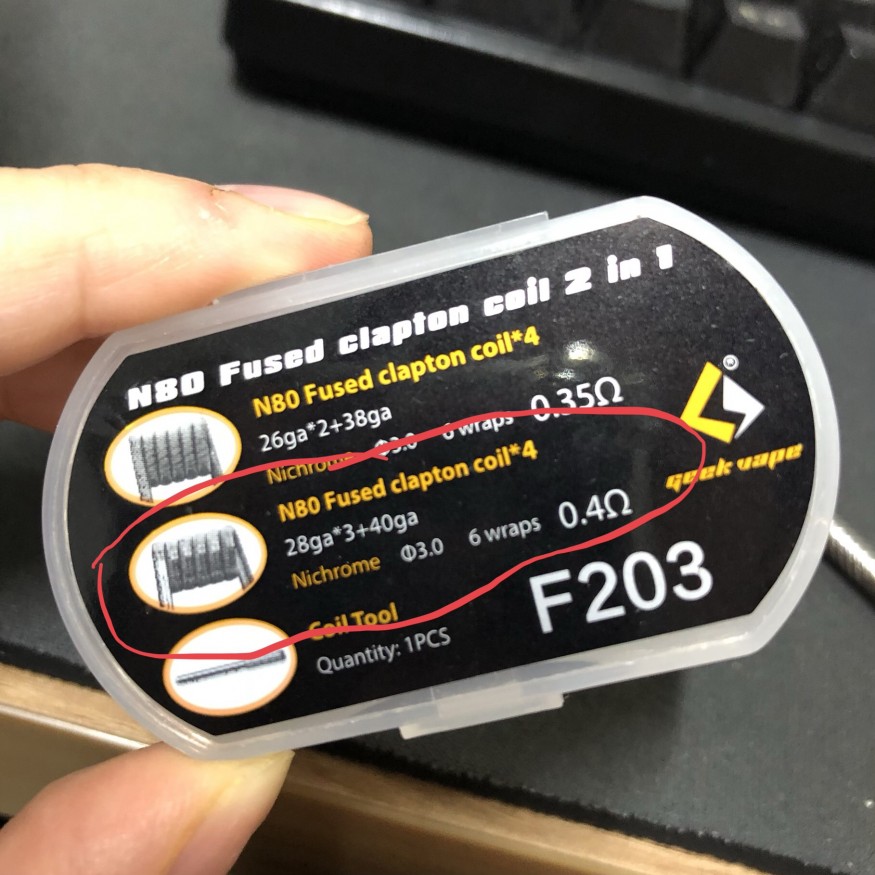 N80 Fused clapton coil 2 in 1
N80 Fused clapton coil*4
26ga*2+38ga
Nichrome Φ3.0 6 wraps 0.35Ω
N80 Fused clapton coil*4
28ga*3+40ga
Nichrome Φ3.0 6 wraps 0.4Ω
Coil Tool
Quantity: 1PCS
F203
®
geek vape